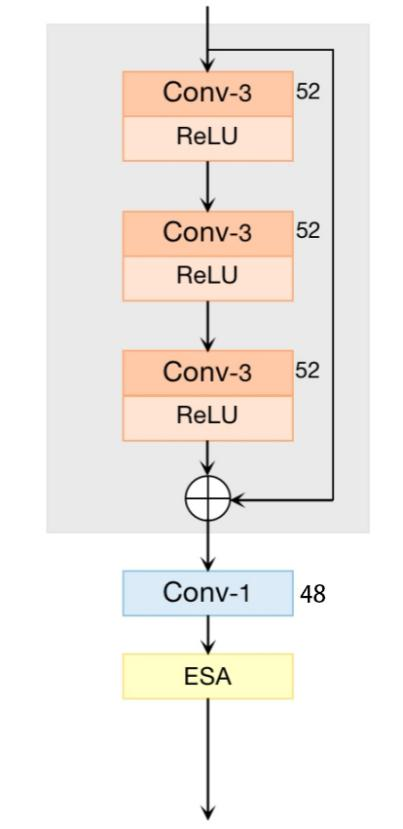 Conv-3 52
ReLU
Conv-3 52
ReLU
Conv-3 52
ReLU
Conv-1 48
ESA